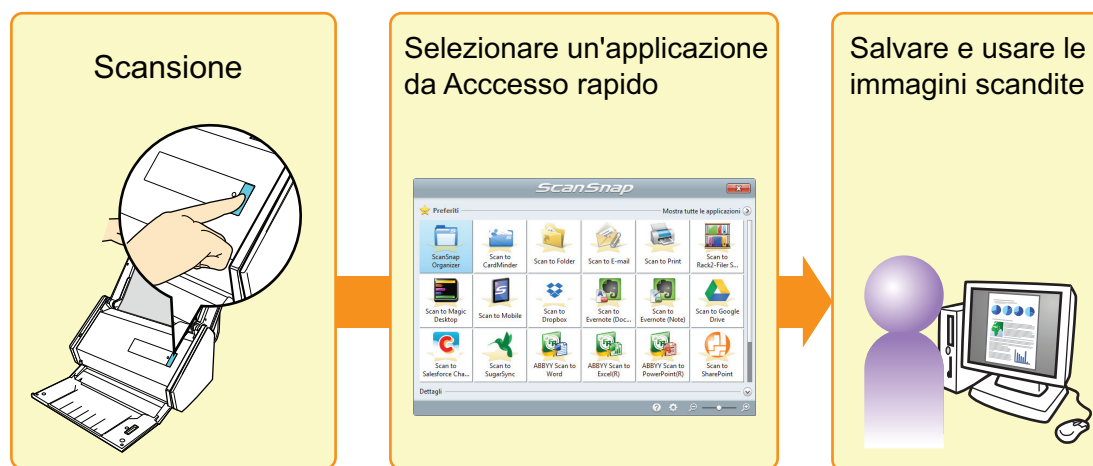 Scansione
Selezionare un'applicazione
da Acccesso rapido
Salvare e usare le
immagini scandite
ScanSnap
Preferiti
Mostra tutte le applicazioni
ScanSnap
Organizer
Scan to
CardMinder
Scan to Folder
Scan to E-mail
Scan to Print
Scan to
Rack2-Filer S...
Scan to Magic
Desktop
Scan to Mobile
Scan to
Dropbox
Scan to
Evernote (Doc...
Scan to
Evernote (Note)
Scan to Google
Drive
Scan to
Salesforce Cha...
Scan to
SugarSync
ABBYY Scan to
Word
ABBYY Scan to
Excel(R)
ABBYY Scan to
PowerPoint(R)
Scan to
SharePoint
Dettagli